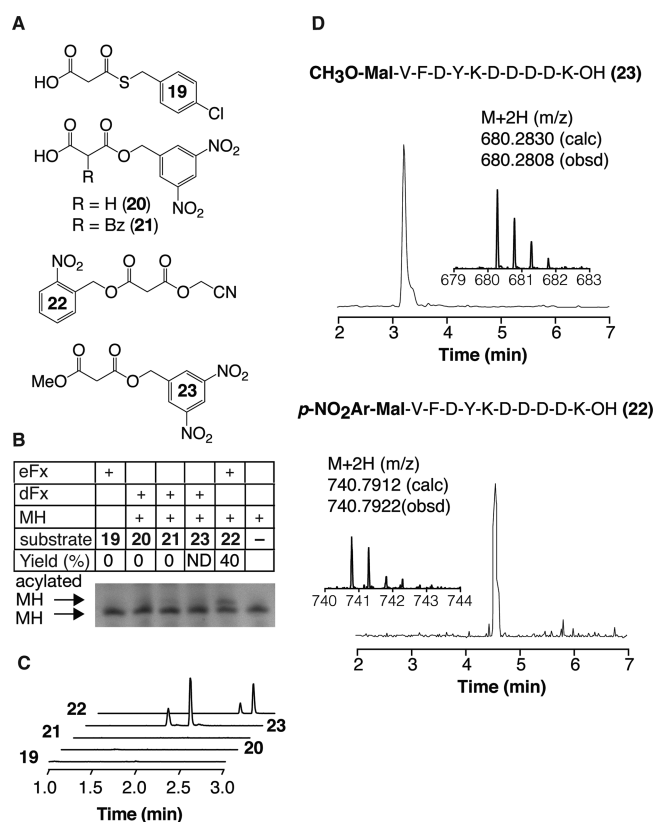 A
O O
HO S
19
Cl
O O
HO O NO2
R
NO2
R = H (20)
R = Bz (21)
NO2 O O
22 O O CN
O O
MeO O NO2
23
NO2
B
eFx + +
dFx + + +
MH + + + + +
substrate 19 20 21 23 22 –
Yield (%) 0 0 0 ND 40
acylated
MH
MH
C
22
23
21
20
19
1.0 1.5 2.0 2.5 3.0
Time (min)
D
CH3O-Mal-V-F-D-Y-K-D-D-D-D-K-OH (23)
M+2H (m/z)
680.2830 (calc)
680.2808 (obsd)
679 680 681 682 683
2 3 4 5 6 7
Time (min)
p-NO2Ar-Mal-V-F-D-Y-K-D-D-D-D-K-OH (22)
M+2H (m/z)
740.7912 (calc)
740.7922(obsd)
740 741 742 743 744
2 3 4 5 6 7
Time (min)